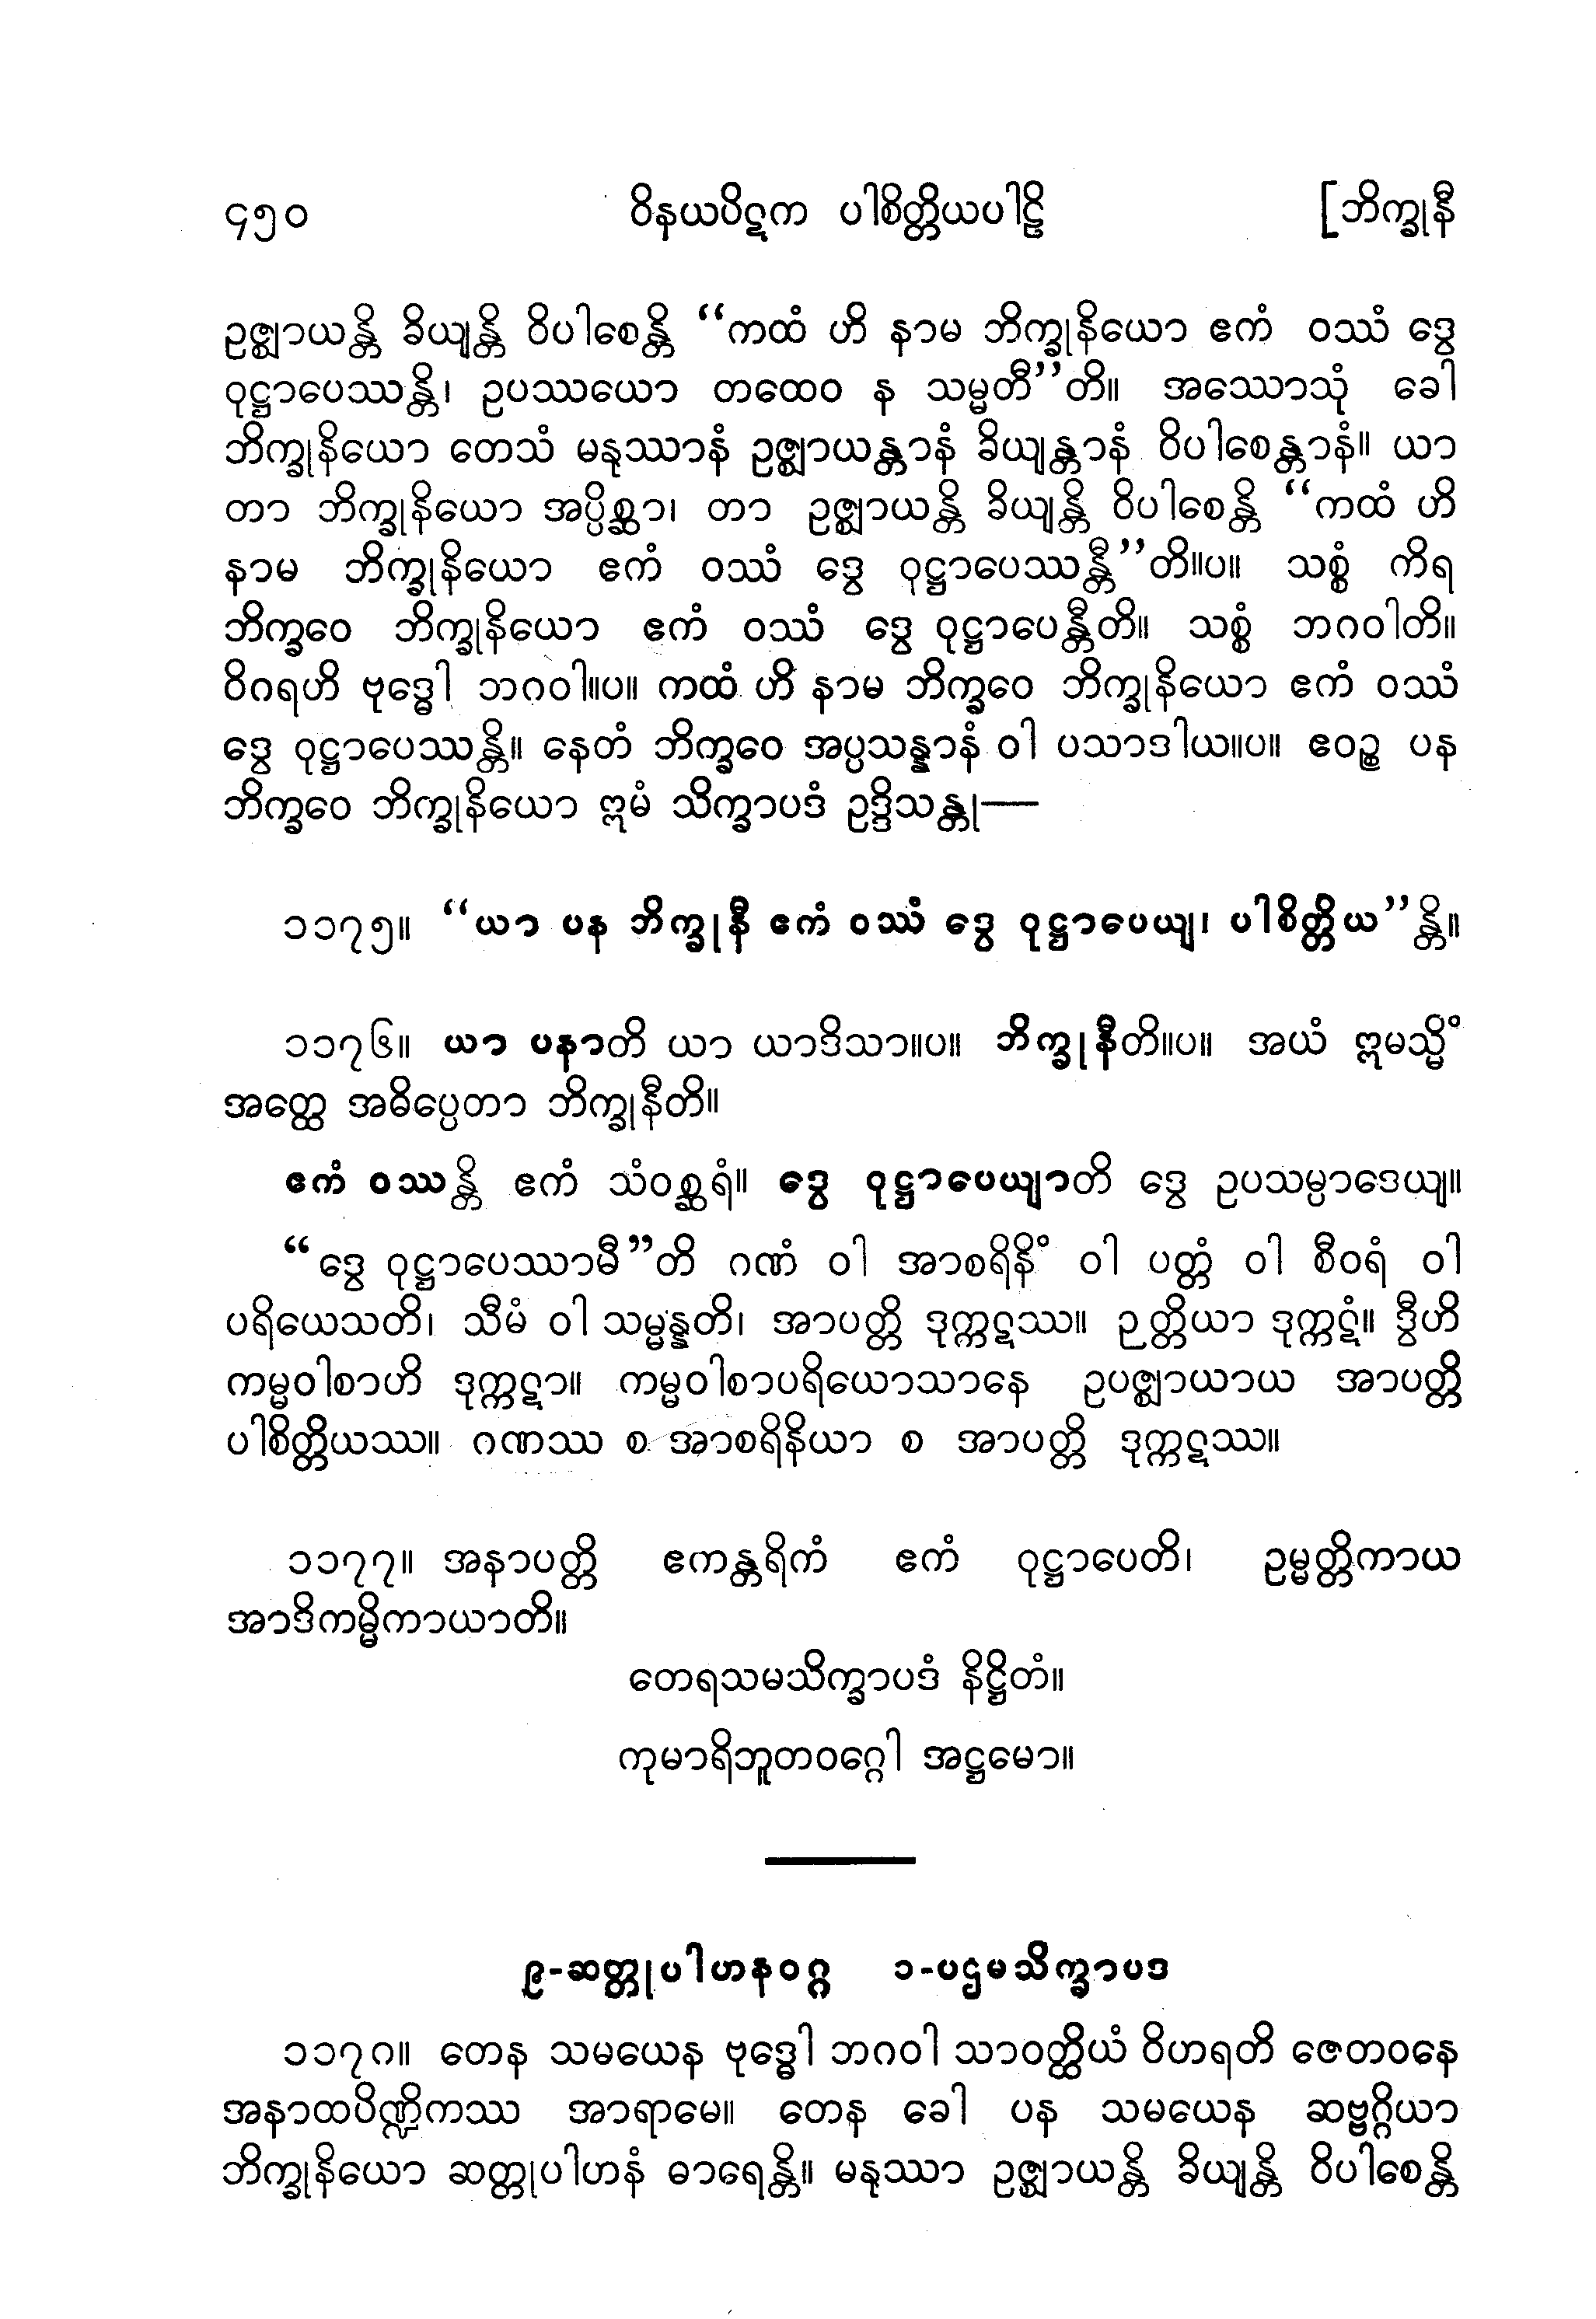 ၄၅၀ ဝိနယပိဋက ပါစိတ္တိယပါဠိ [ဘိက္ခုနီ
ဥဇ္ဈာယန္တိ ခိယျန္တိ ဝိပါစေန္တိ “ကထံ ဟိ နာမ ဘိက္ခုနိယော ဧကံ ဝဿံ ဒွေ
ဝုဋ္ဌာပေဿန္တိ၊ ဥပဿယော တထေဝ န သမ္မတီ”တိ။ အဿောသုံ ခေါ
ဘိက္ခုနိယော တေသံ မနုဿာနံ ဥဇ္ဈာယန္တာနံ ခိယျန္တာနံ ဝိပါစေန္တာနံ။ ယာ
တာ ဘိက္ခုနိယော အပ္ပိစ္ဆာ၊ တာ ဥဇ္ဈာယန္တိ ခိယျန္တိ ဝိပါစေန္တိ “ကထံ ဟိ
နာမ ဘိက္ခုနိယော ဧကံ ဝဿံ ဒွေ ဝုဋ္ဌာပေဿန္တီ”တိ။ပ။ သစ္စံ ကိရ
ဘိက္ခဝေ ဘိက္ခုနိယော ဧကံ ဝဿံ ဒွေ ဝုဋ္ဌာပေန္တီတိ။ သစ္စံ ဘဂဝါတိ။
ဝိဂရဟိ ဗုဒ္ဓေါ ဘဂဝါ။ပ။ ကထံ ဟိ နာမ ဘိက္ခဝေ ဘိက္ခုနိယော ဧကံ ဝဿံ
ဒွေ ဝုဋ္ဌာပေဿန္တိ။ နေတံ ဘိက္ခဝေ အပ္ပသန္နာနံ ဝါ ပသာဒါယ။ပ။ ဧဝဉ္စ ပန
ဘိက္ခဝေ ဘိက္ခုနိယော ဣမံ သိက္ခာပဒံ ဥဒ္ဒိသန္တု—
၁၁၇၅။ “ယာ ပန ဘိက္ခုနီ ဧကံ ဝဿံ ဒွေ ဝုဋ္ဌာပေယျ၊ ပါစိတ္တိယ”န္တိ။
၁၁၇၆။ ယာ ပနာတိ ယာ ယာဒိသာ။ပ။ ဘိက္ခုနီတိ။ပ။ အယံ ဣမသ္မိံ
အတ္ထေ အဓိပ္ပေတာ ဘိက္ခုနီတိ။
ဧကံ ဝဿန္တိ ဧကံ သံဝစ္ဆရံ။ ဒွေ ဝုဋ္ဌာပေယျာတိ ဒွေ ဥပသမ္ပာဒေယျ။
“ဒွေ ဝုဋ္ဌာပေဿာမီ”တိ ဂဏံ ဝါ အာစရိနိံ ဝါ ပတ္တံ ဝါ စီဝရံ ဝါ
ပရိယေသတိ၊ သီမံ ဝါ သမ္မန္နတိ၊ အာပတ္တိ ဒုက္ကဋဿ။ ဉတ္တိယာ ဒုက္ကဋံ။ ဒွီဟိ
ကမ္မဝါစာဟိ ဒုက္ကဋာ။ ကမ္မဝါစာပရိယောသာနေ ဥပဇ္ဈာယာယ အာပတ္တိ
ပါစိတ္တိယဿ။ ဂဏဿ စ အာစရိနိယာ စ အာပတ္တိ ဒုက္ကဋဿ။
၁၁၇၇။ အနာပတ္တိ ဧကန္တရိကံ ဧကံ ဝုဋ္ဌာပေတိ၊ ဥမ္မတ္တိကာယ
အာဒိကမ္မိကာယာတိ။
တေရသမသိက္ခာပဒံ နိဋ္ဌိတံ။
ကုမာရိဘူတဝဂ္ဂေါ အဋ္ဌမော။
၉-ဆတ္တုပါဟနဝဂ္ဂ ၁-ပဌမသိက္ခာပဒ
၁၁၇၈။ တေန သမယေန ဗုဒ္ဓေါ ဘဂဝါ သာဝတ္ထိယံ ဝိဟရတိ ဇေတဝနေ
အနာထပိဏ္ဍိကဿ အာရာမေ။ တေန ခေါ ပန သမယေန ဆဗ္ဗဂ္ဂိယာ
ဘိက္ခုနိယော ဆတ္တုပါဟနံ ဓာရေန္တိ။ မနုဿာ ဥဇ္ဈာယန္တိ ခိယျန္တိ ဝိပါစေန္တိ